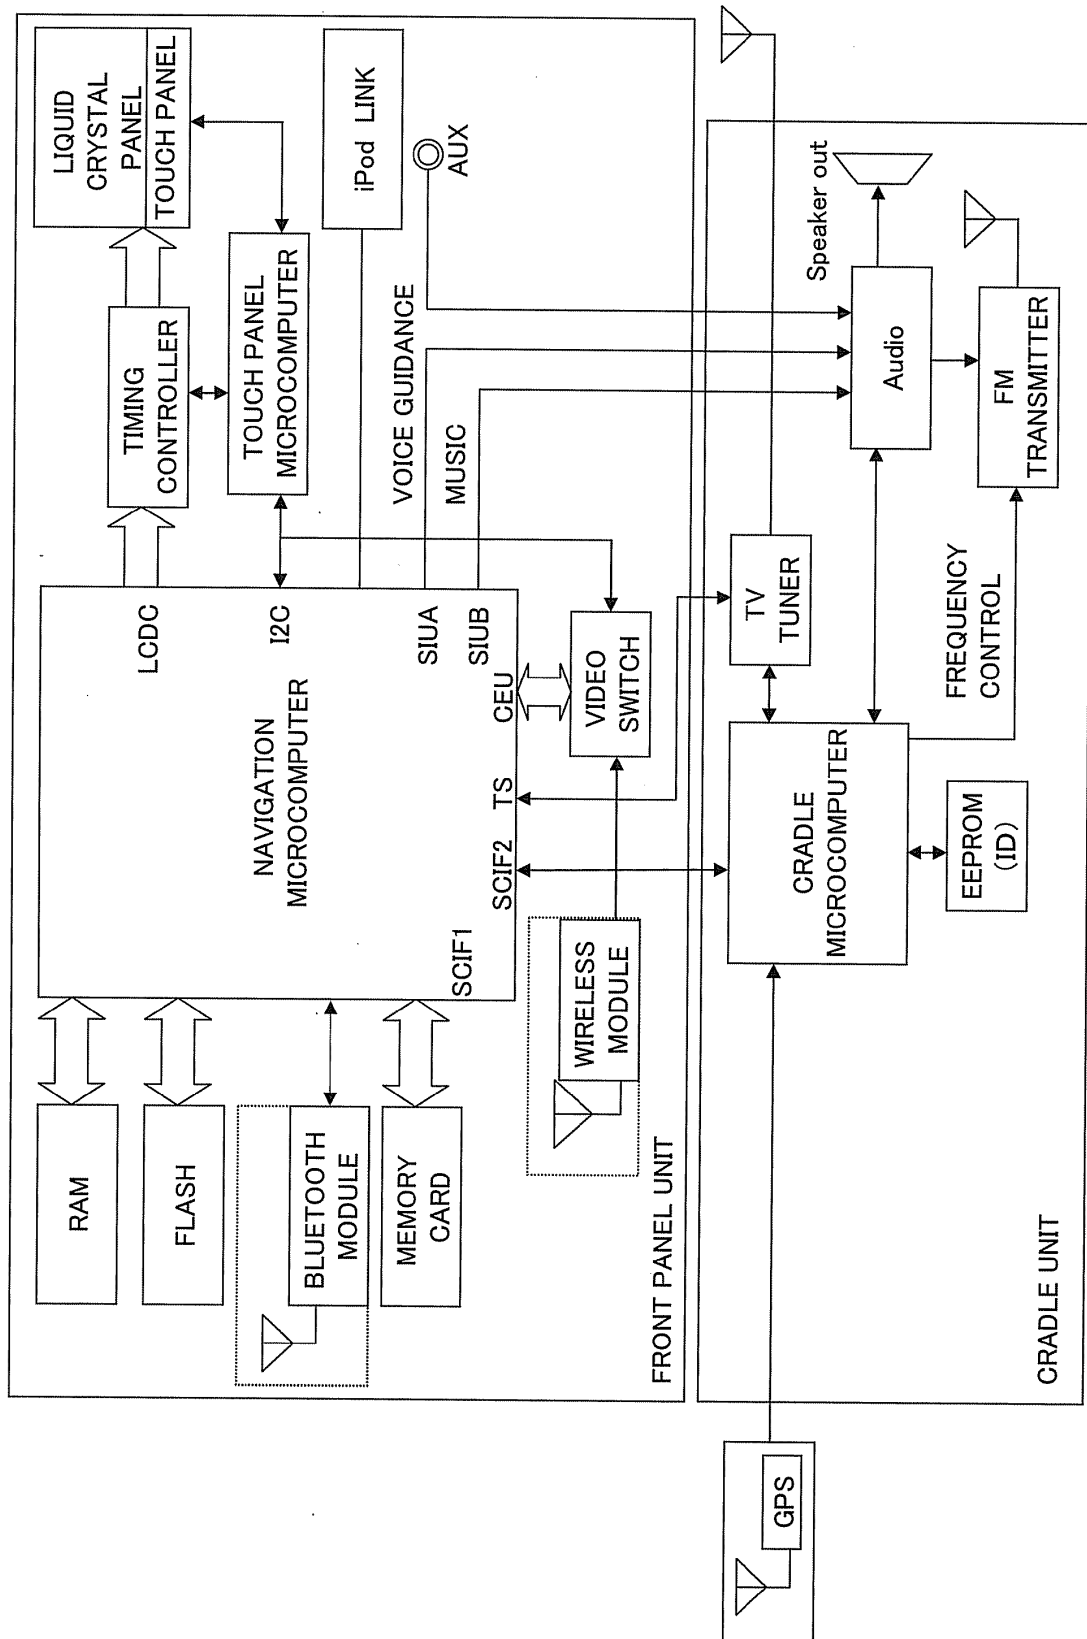 RAM
FLASH
BLUETOOTH
MODULE
MEMORY
CARD
NAVIGATION
MICROCOMPUTER
LCDC
I2C
SIUA
SIUB
CEU
TS
SCIF2
SCIF1
TIMING
CONTROLLER
LIQUID
CRYSTAL
PANEL
TOUCH PANEL
TOUCH PANEL
MICROCOMPUTER
iPod LINK
VOICE GUIDANCE
MUSIC
AUX
WIRELESS
MODULE
VIDEO
SWITCH
FRONT PANEL UNIT
GPS
CRADLE
MICROCOMPUTER
TV
TUNER
Audio
Speaker out
EEPROM
(ID)
FREQUENCY
CONTROL
FM
TRANSMITTER
CRADLE UNIT